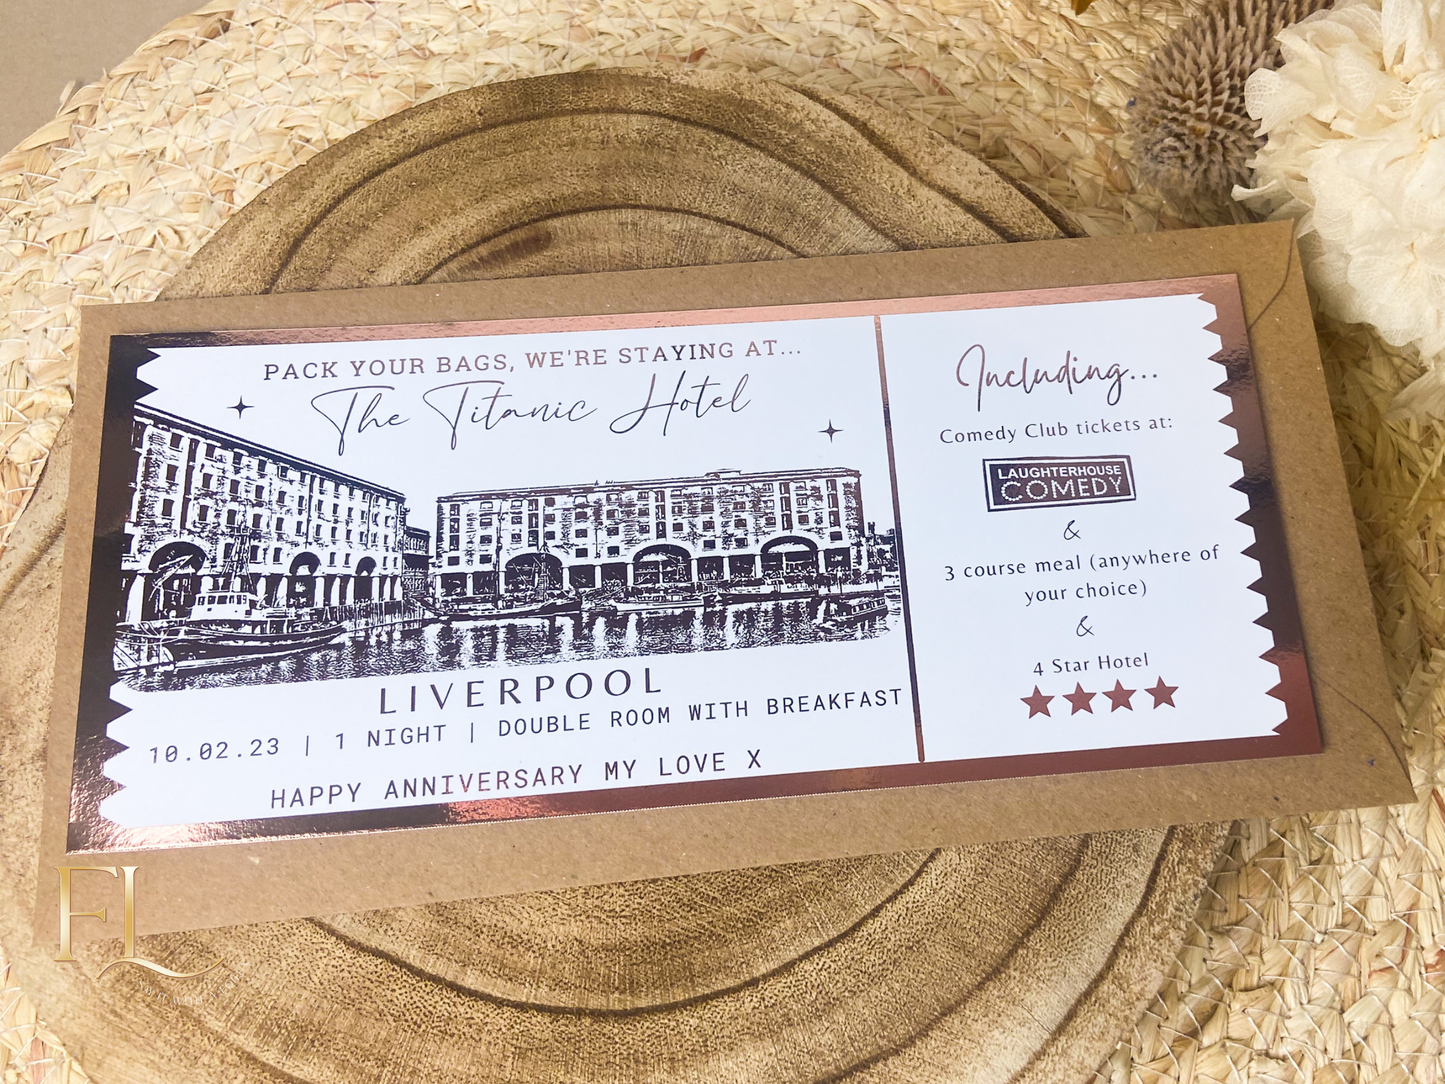 PACK YOUR BAGS, WE'RE STAYING AT...
The Titanic Hotel
LIVERPOOL
10.02.23 | 1 NIGHT | DOUBLE ROOM WITH BREAKFAST
HAPPY ANNIVERSARY MY LOVE X
Including...
Comedy Club tickets at:
LAUGHTERHOUSE
COMEDY
&
3 course meal (anywhere of
your choice)
&
4 Star Hotel
FL